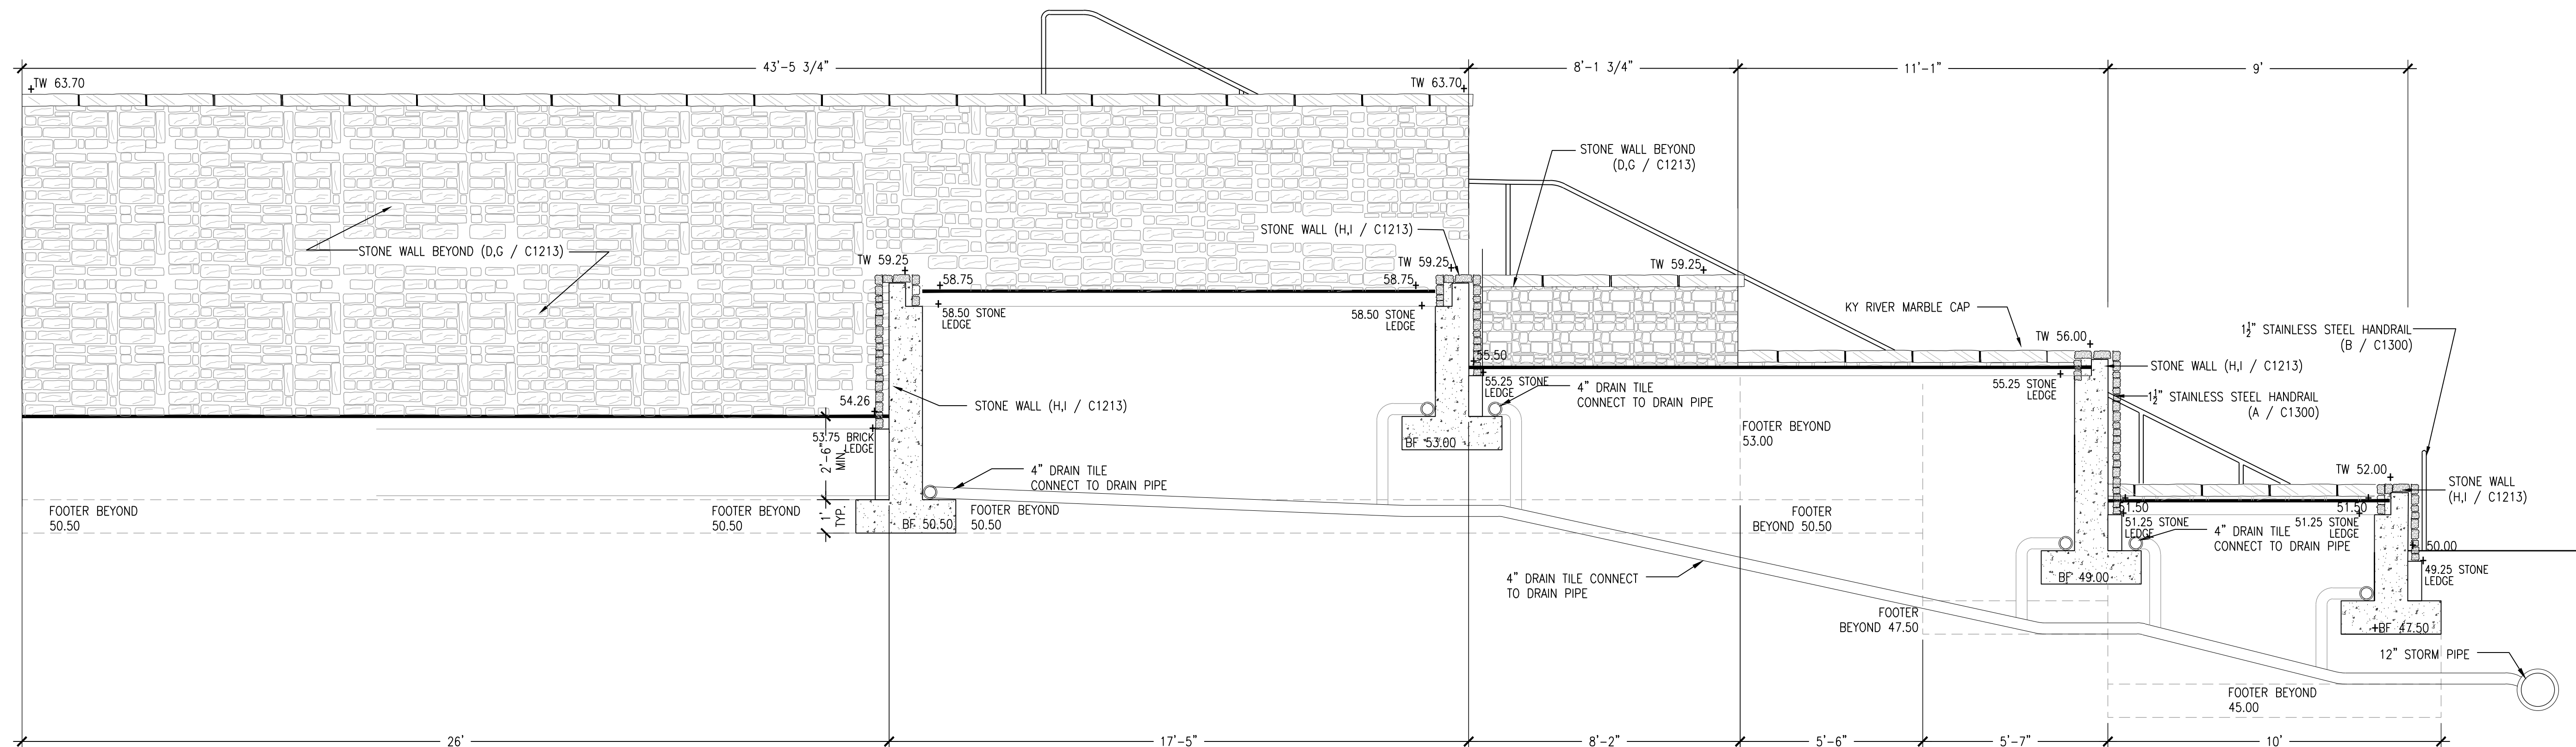 43'-5 3/4"
8'-1 3/4"
11'-1"
9'
TW 63.70
TW 63.70
STONE WALL BEYOND
(D,G / C1213)
STONE WALL (H,I / C1213)
STONE WALL BEYOND (D,G / C1213)
TW 59.25
TW 59.25
TW 59.25
58.75
58.75
58.50 STONE
LEDGE
58.50 STONE
LEDGE
KY RIVER MARBLE CAP
1½" STAINLESS STEEL HANDRAIL
(B / C1300)
TW 56.00
55.50
STONE WALL (H,I / C1213)
55.25 STONE
LEDGE
4" DRAIN TILE
CONNECT TO DRAIN PIPE
55.25 STONE
LEDGE
1½" STAINLESS STEEL HANDRAIL
(A / C1300)
54.26
STONE WALL (H,I / C1213)
53.75 BRICK
LEDGE
2'-6"
MIN.
BF 53.00
FOOTER BEYOND
53.00
4" DRAIN TILE
CONNECT TO DRAIN PIPE
TW 52.00
STONE WALL
(H,I / C1213)
FOOTER BEYOND
50.50
FOOTER BEYOND
50.50
1'
TYP.
BF 50.50
FOOTER BEYOND
50.50
FOOTER
BEYOND 50.50
51.50
51.50
51.25 STONE
LEDGE
51.25 STONE
LEDGE
4" DRAIN TILE
CONNECT TO DRAIN PIPE
50.00
49.25 STONE
LEDGE
4" DRAIN TILE CONNECT
TO DRAIN PIPE
BF 49.00
FOOTER
BEYOND 47.50
BF 47.50
12" STORM PIPE
FOOTER BEYOND
45.00
26'
17'-5"
8'-2"
5'-6"
5'-7"
10'